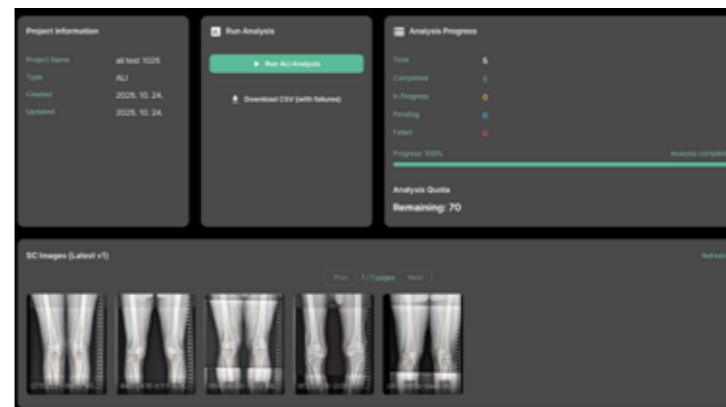 Project Information
Project Name ali test 1025
Type ALI
Created 2025. 10. 24.
Updated 2025. 10. 24.
Run Analysis
Run ALI Analysis
Download CSV (with failures)
Analysis Progress
Total 5
Completed 5
In Progress 0
Pending 0
Failed 0
Progress: 100% Analysis complete
Analysis Quota
Remaining: 70
SC Images (Latest v1)
Refresh
Prev 1 / 1 pages Next